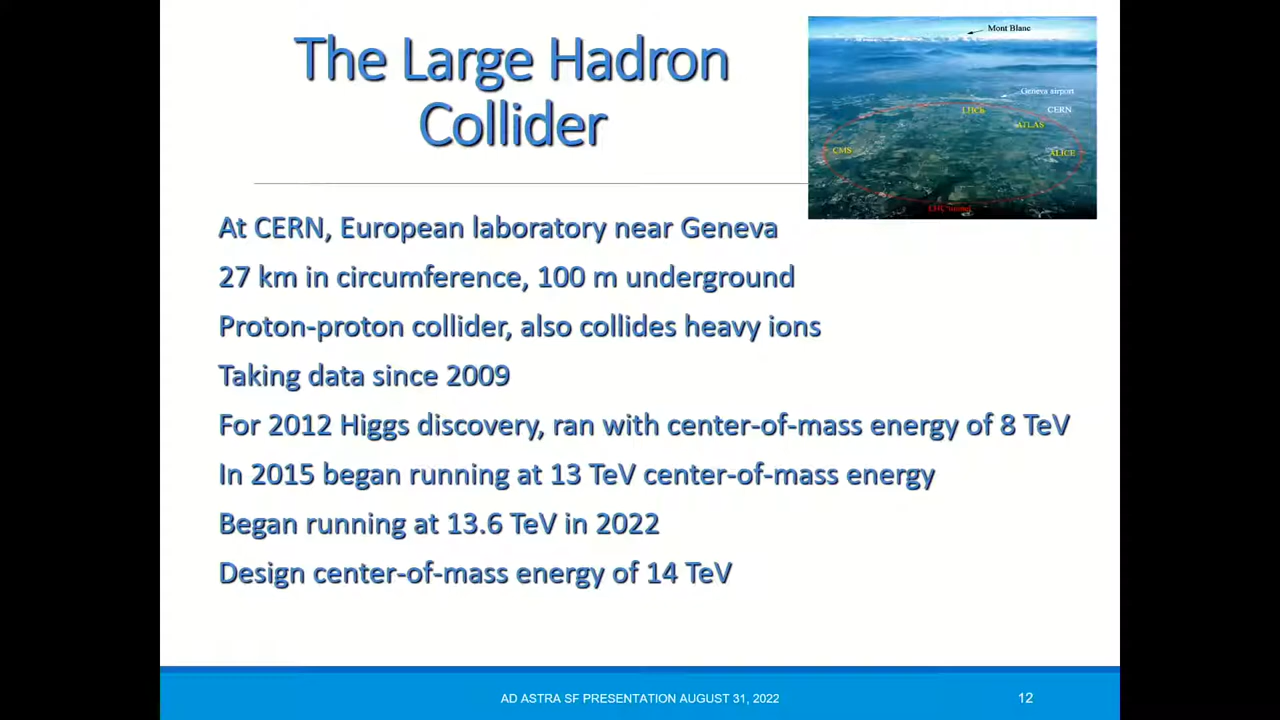 The Large Hadron
Collider
Mont Blanc
Geneva airport
LHCb
CERN
ATLAS
CMS
ALICE
LHC tunnel
At CERN, European laboratory near Geneva
27 km in circumference, 100 m underground
Proton-proton collider, also collides heavy ions
Taking data since 2009
For 2012 Higgs discovery, ran with center-of-mass energy of 8 TeV
In 2015 began running at 13 TeV center-of-mass energy
Began running at 13.6 TeV in 2022
Design center-of-mass energy of 14 TeV
AD ASTRA SF PRESENTATION AUGUST 31, 2022
12